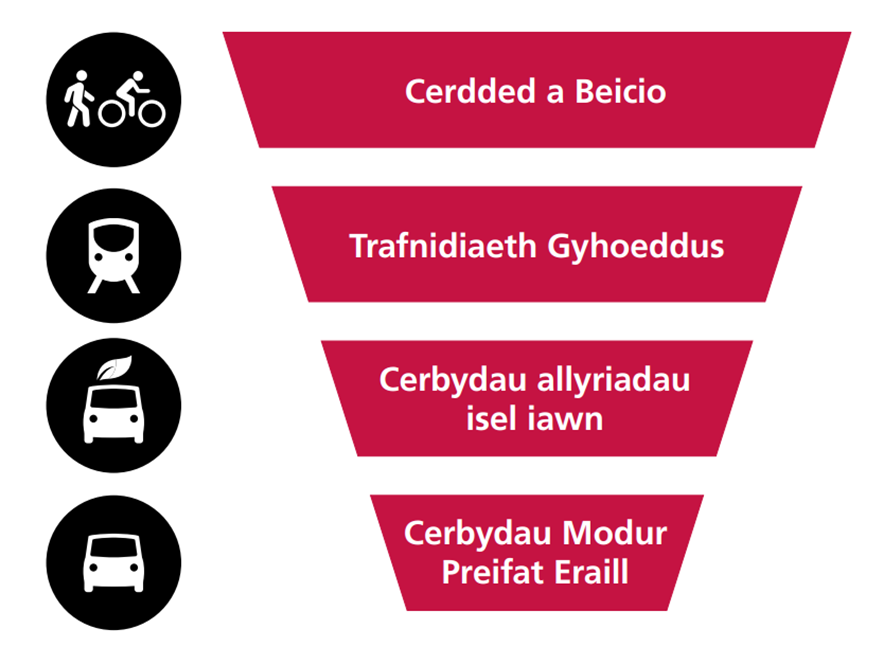 Cerdded a Beicio
Trafnidiaeth Gyhoeddus
Cerbydau allyriadau
isel iawn
Cerbydau Modur
Preifat Eraill